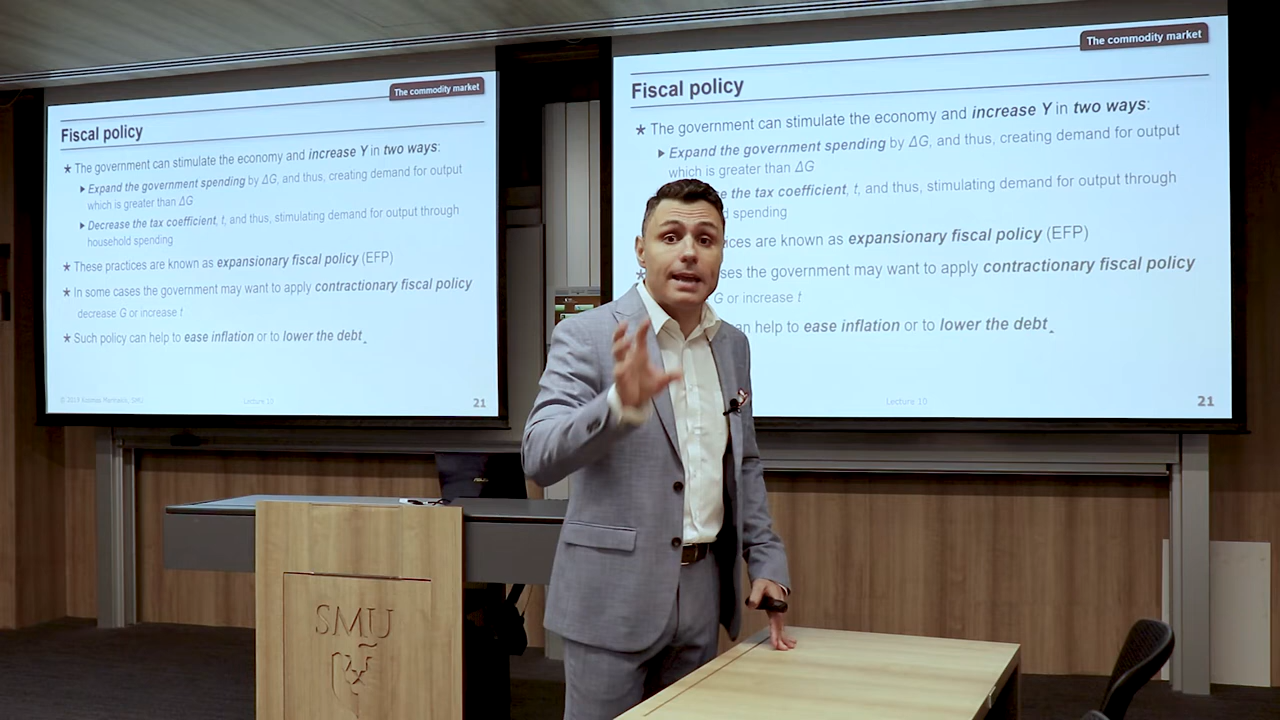 The commodity market
Fiscal policy
★ The government can stimulate the economy and increase Y in two ways:
▶ Expand the government spending by ΔG, and thus, creating demand for output
which is greater than ΔG
▶ Decrease the tax coefficient, t, and thus, stimulating demand for output through
household spending
★ These practices are known as expansionary fiscal policy (EFP)
★ In some cases the government may want to apply contractionary fiscal policy
decrease G or increase t
★ Such policy can help to ease inflation or to lower the debt
Lecture 10
21
The commodity market
Fiscal policy
★ The government can stimulate the economy and increase Y in two ways:
▶ Expand the government spending by ΔG, and thus, creating demand for output
which is greater than ΔG
the tax coefficient, t, and thus, stimulating demand for output through
spending
are known as expansionary fiscal policy (EFP)
★ the government may want to apply contractionary fiscal policy
G or increase t
can help to ease inflation or to lower the debt
Lecture 10
21
SMU